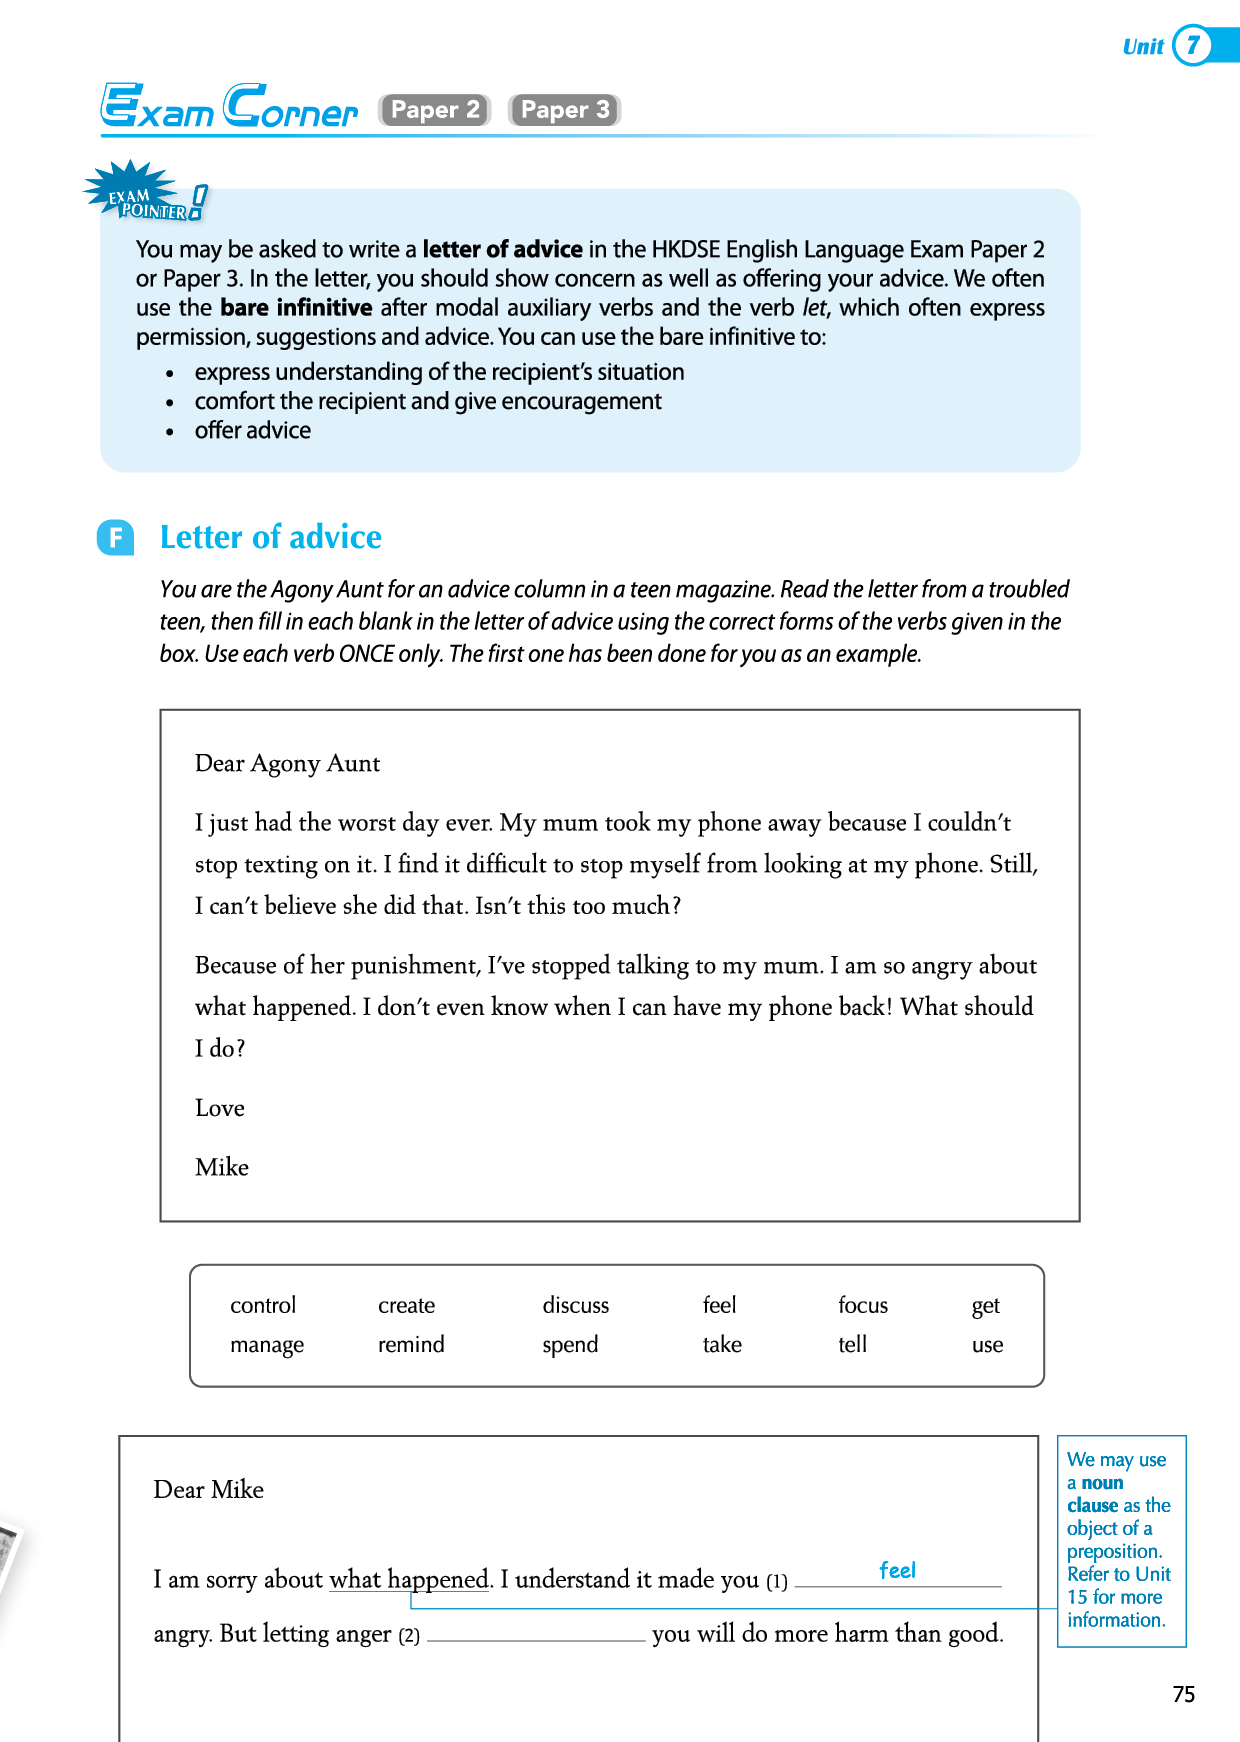 Unit 7
Exam Corner Paper 2 Paper 3
EXAM
POINTER!
You may be asked to write a letter of advice in the HKDSE English Language Exam Paper 2
or Paper 3. In the letter, you should show concern as well as offering your advice. We often
use the bare infinitive after modal auxiliary verbs and the verb let, which often express
permission, suggestions and advice. You can use the bare infinitive to:
• express understanding of the recipient's situation
• comfort the recipient and give encouragement
• offer advice
F Letter of advice
You are the Agony Aunt for an advice column in a teen magazine. Read the letter from a troubled
teen, then fill in each blank in the letter of advice using the correct forms of the verbs given in the
box. Use each verb ONCE only. The first one has been done for you as an example.
Dear Agony Aunt
I just had the worst day ever. My mum took my phone away because I couldn't
stop texting on it. I find it difficult to stop myself from looking at my phone. Still,
I can't believe she did that. Isn't this too much?
Because of her punishment, I've stopped talking to my mum. I am so angry about
what happened. I don't even know when I can have my phone back! What should
I do?
Love
Mike
control create discuss feel focus get
manage remind spend take tell use
Dear Mike
I am sorry about what happened. I understand it made you (1) feel
angry. But letting anger (2) ____ you will do more harm than good.
We may use
a noun
clause as the
object of a
preposition.
Refer to Unit
15 for more
information.
75